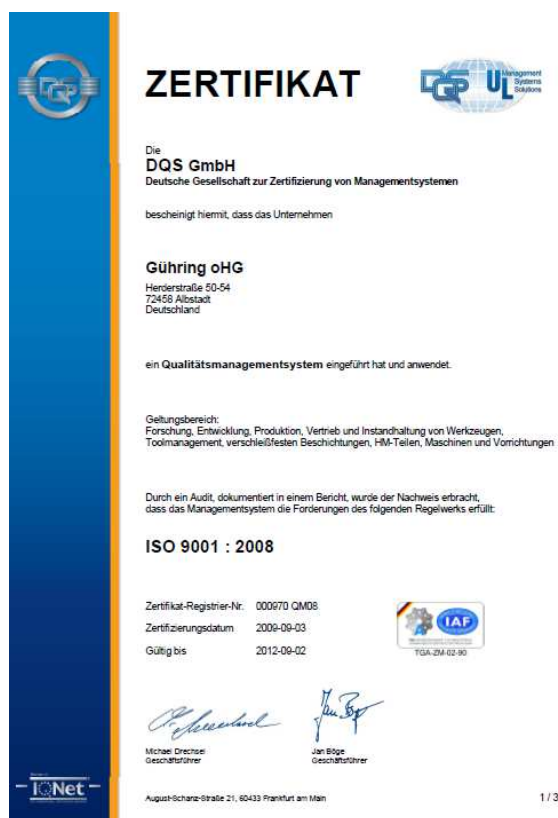 DQS
ZERTIFIKAT
DQS UL Management
Systems
Solutions
Die
DQS GmbH
Deutsche Gesellschaft zur Zertifizierung von Managementsystemen
bescheinigt hiermit, dass das Unternehmen
Gühring oHG
Herderstraße 50-54
72458 Albstadt
Deutschland
ein Qualitätsmanagementsystem eingeführt hat und anwendet.
Geltungsbereich:
Forschung, Entwicklung, Produktion, Vertrieb und Instandhaltung von Werkzeugen,
Toolmanagement, verschleißfesten Beschichtungen, HM-Teilen, Maschinen und Vorrichtungen
Durch ein Audit, dokumentiert in einem Bericht, wurde der Nachweis erbracht,
dass das Managementsystem die Forderungen des folgenden Regelwerks erfüllt:
ISO 9001 : 2008
Zertifikat-Registrier-Nr. 000970 QM08
Zertifizierungsdatum 2009-09-03
Gültig bis 2012-09-02
IAF
TGA-ZM-02-90
Michael Drechsel
Geschäftsführer
Jan Böge
Geschäftsführer
IQNet
August-Schanz-Straße 21, 60433 Frankfurt am Main
1 / 3